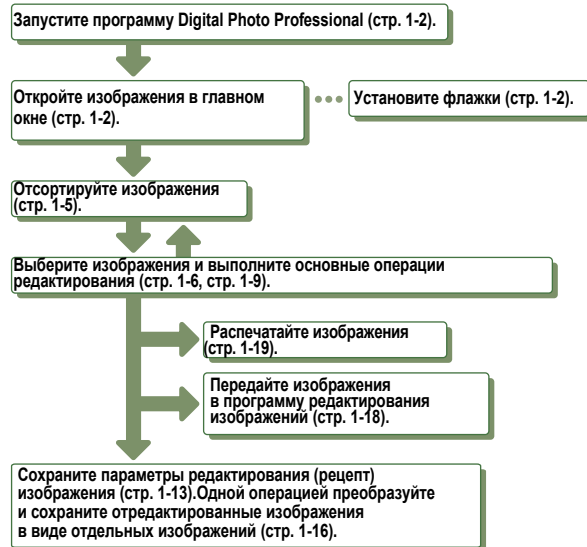 Запустите программу Digital Photo Professional (стр. 1-2).
Откройте изображения в главном
окне (стр. 1-2).
Установите флажки (стр. 1-2).
Отсортируйте изображения
(стр. 1-5).
Выберите изображения и выполните основные операции
редактирования (стр. 1-6, стр. 1-9).
Распечатайте изображения
(стр. 1-19).
Передайте изображения
в программу редактирования
изображений (стр. 1-18).
Сохраните параметры редактирования (рецепт)
изображения (стр. 1-13).Одной операцией преобразуйте
и сохраните отредактированные изображения
в виде отдельных изображений (стр. 1-16).